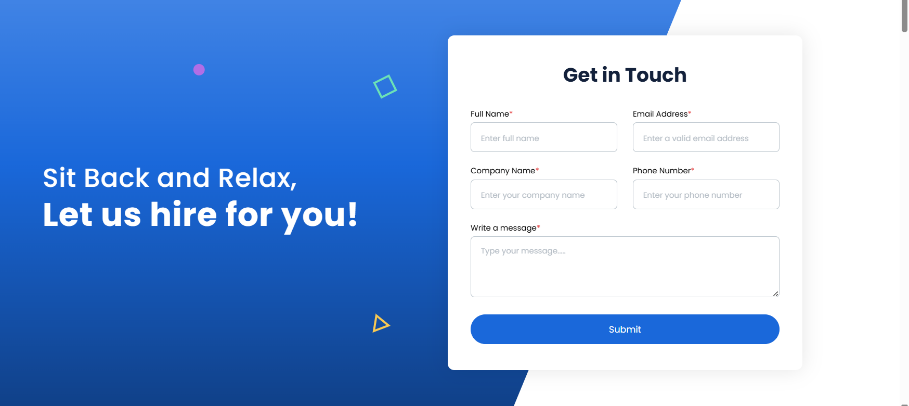 Sit Back and Relax,
Let us hire for you!
Get in Touch
Full Name*
Email Address*
Enter full name
Enter a valid email address
Company Name*
Phone Number*
Enter your company name
Enter your phone number
Write a message*
Type your message....
Submit